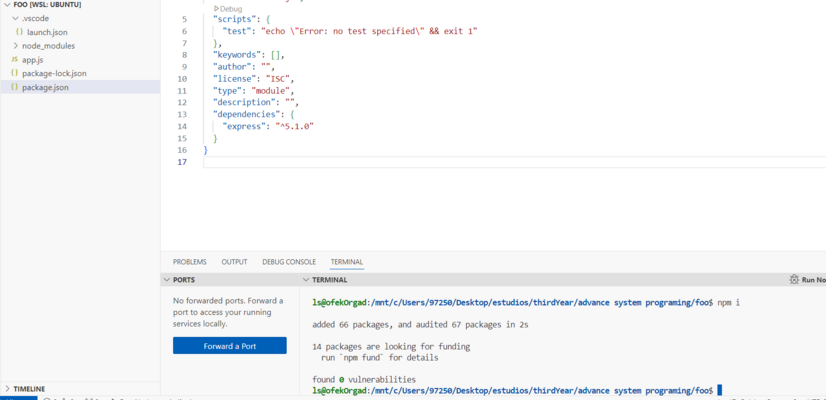 FOO [WSL: UBUNTU]
.vscode
{} launch.json
node_modules
JS app.js
{} package-lock.json
{} package.json
TIMELINE
Debug
5 "scripts": {
6 "test": "echo \"Error: no test specified\" && exit 1"
7 },
8 "keywords": [],
9 "author": "",
10 "license": "ISC",
11 "type": "module",
12 "description": "",
13 "dependencies": {
14 "express": "^5.1.0"
15 }
16 }
17
PROBLEMS OUTPUT DEBUG CONSOLE TERMINAL
PORTS
No forwarded ports. Forward a
port to access your running
services locally.
Forward a Port
TERMINAL
Run No
ls@ofekOrgad:/mnt/c/Users/97250/Desktop/estudios/thirdYear/advance system programing/foo$ npm i
added 66 packages, and audited 67 packages in 2s
14 packages are looking for funding
run `npm fund` for details
found 0 vulnerabilities
ls@ofekOrgad:/mnt/c/Users/97250/Desktop/estudios/thirdYear/advance system programing/foo$